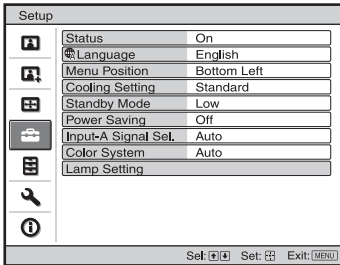 Setup
Status On
Language English
Menu Position Bottom Left
Cooling Setting Standard
Standby Mode Low
Power Saving Off
Input-A Signal Sel. Auto
Color System Auto
Lamp Setting
Sel: Set: Exit: MENU